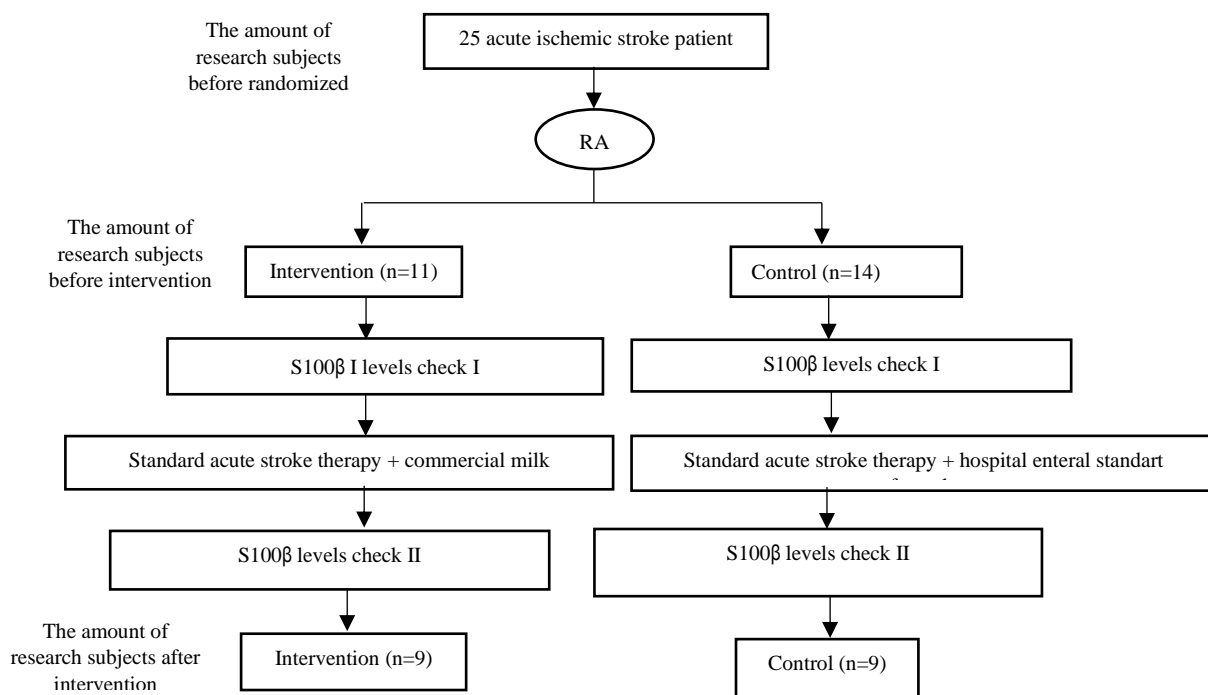 The amount of
research subjects
before randomized
25 acute ischemic stroke patient
RA
The amount of
research subjects
before intervention
Intervention (n=11)
Control (n=14)
S100β I levels check I
S100β levels check I
Standard acute stroke therapy + commercial milk
Standard acute stroke therapy + hospital enteral standart
S100β levels check II
S100β levels check II
The amount of
research subjects after
intervention
Intervention (n=9)
Control (n=9)